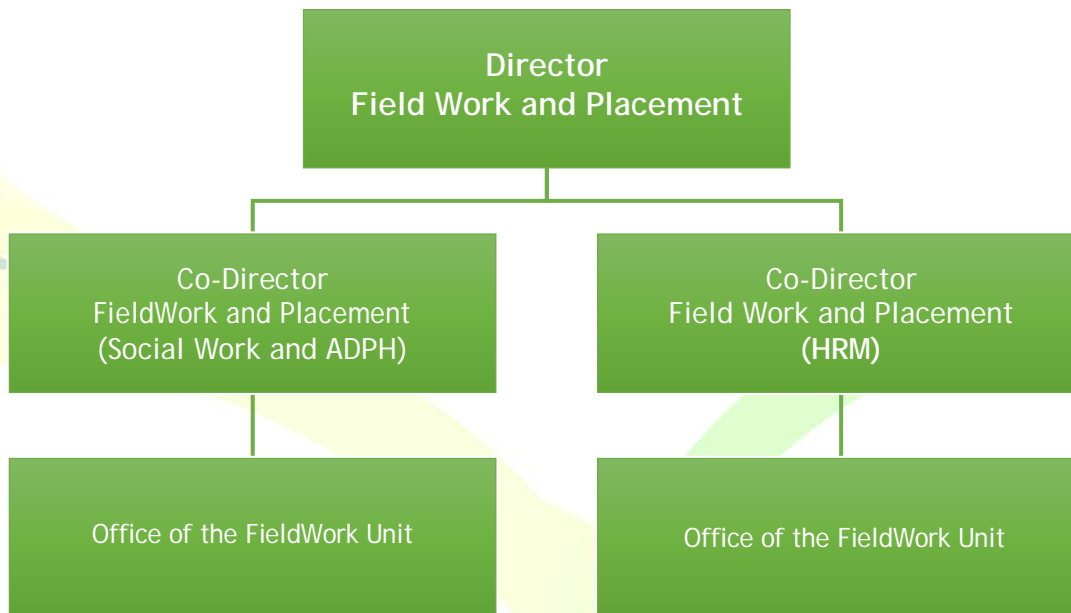 Director
Field Work and Placement
Co-Director
FieldWork and Placement
(Social Work and ADPH)
Co-Director
Field Work and Placement
(HRM)
Office of the FieldWork Unit
Office of the FieldWork Unit